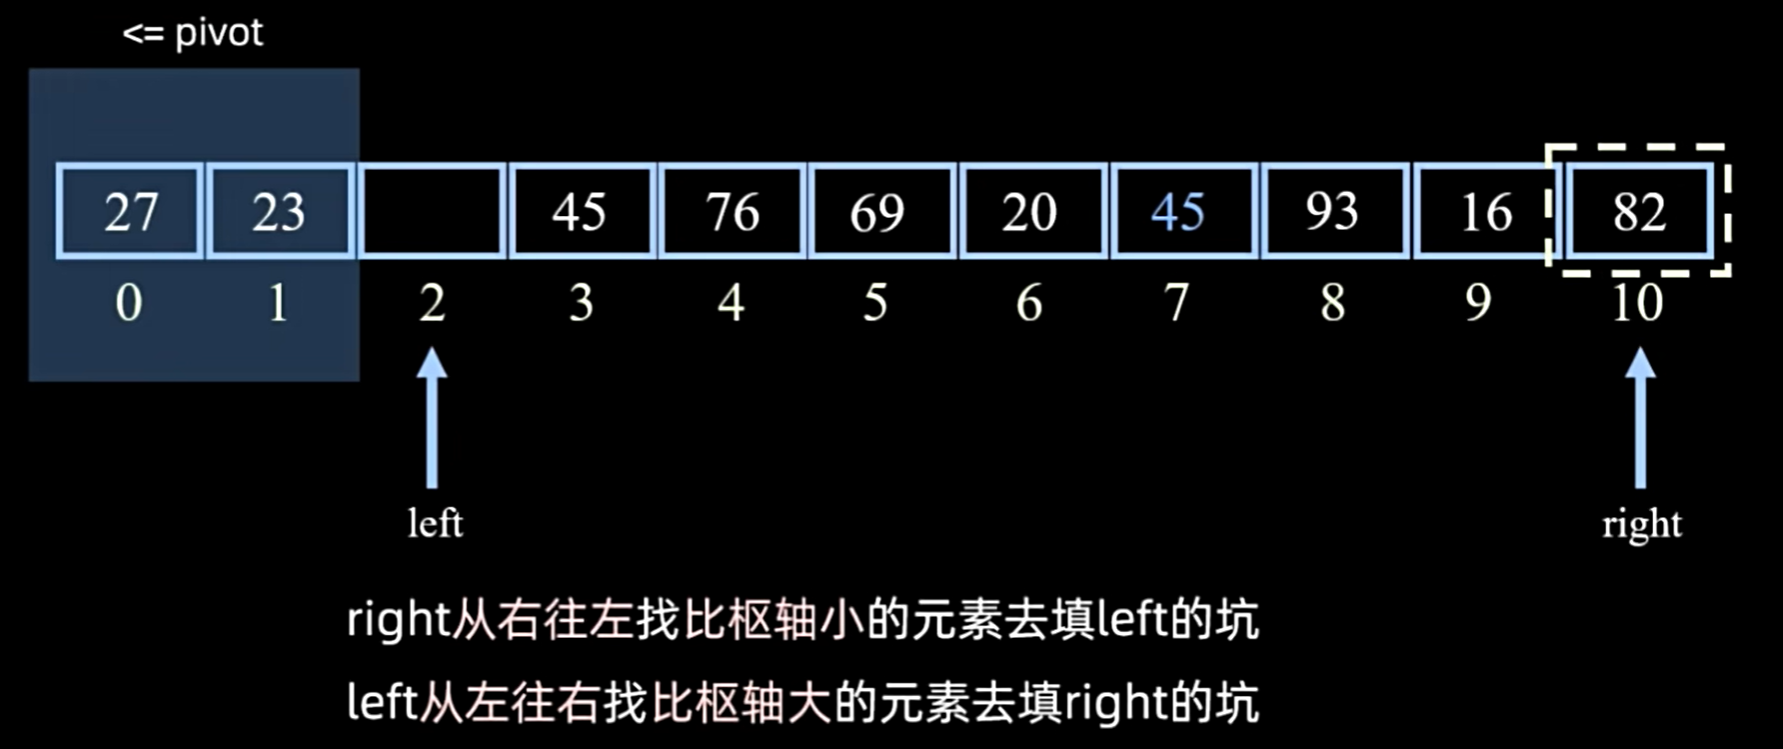 <= pivot
27 23 45 76 69 20 45 93 16 82
0 1 2 3 4 5 6 7 8 9 10
left right
right从右往左找比枢轴小的元素去填left的坑
left从左往右找比枢轴大的元素去填right的坑